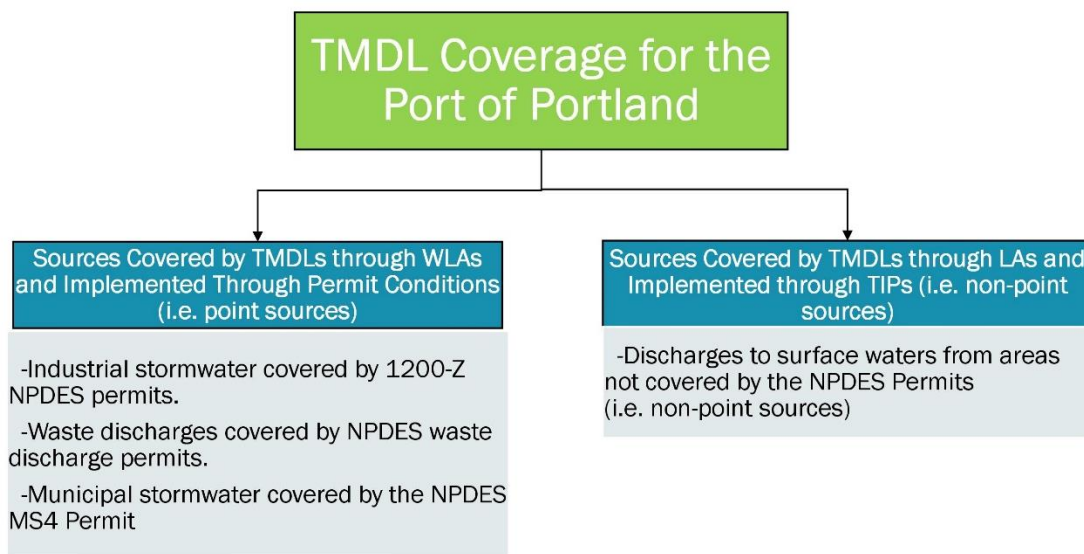 TMDL Coverage for the
Port of Portland
Sources Covered by TMDLs through WLAs
and Implemented Through Permit Conditions
(i.e. point sources)
-Industrial stormwater covered by 1200-Z
NPDES permits.
-Waste discharges covered by NPDES waste
discharge permits.
-Municipal stormwater covered by the NPDES
MS4 Permit
Sources Covered by TMDLs through LAs and
Implemented through TIPs (i.e. non-point
sources)
-Discharges to surface waters from areas
not covered by the NPDES Permits
(i.e. non-point sources)